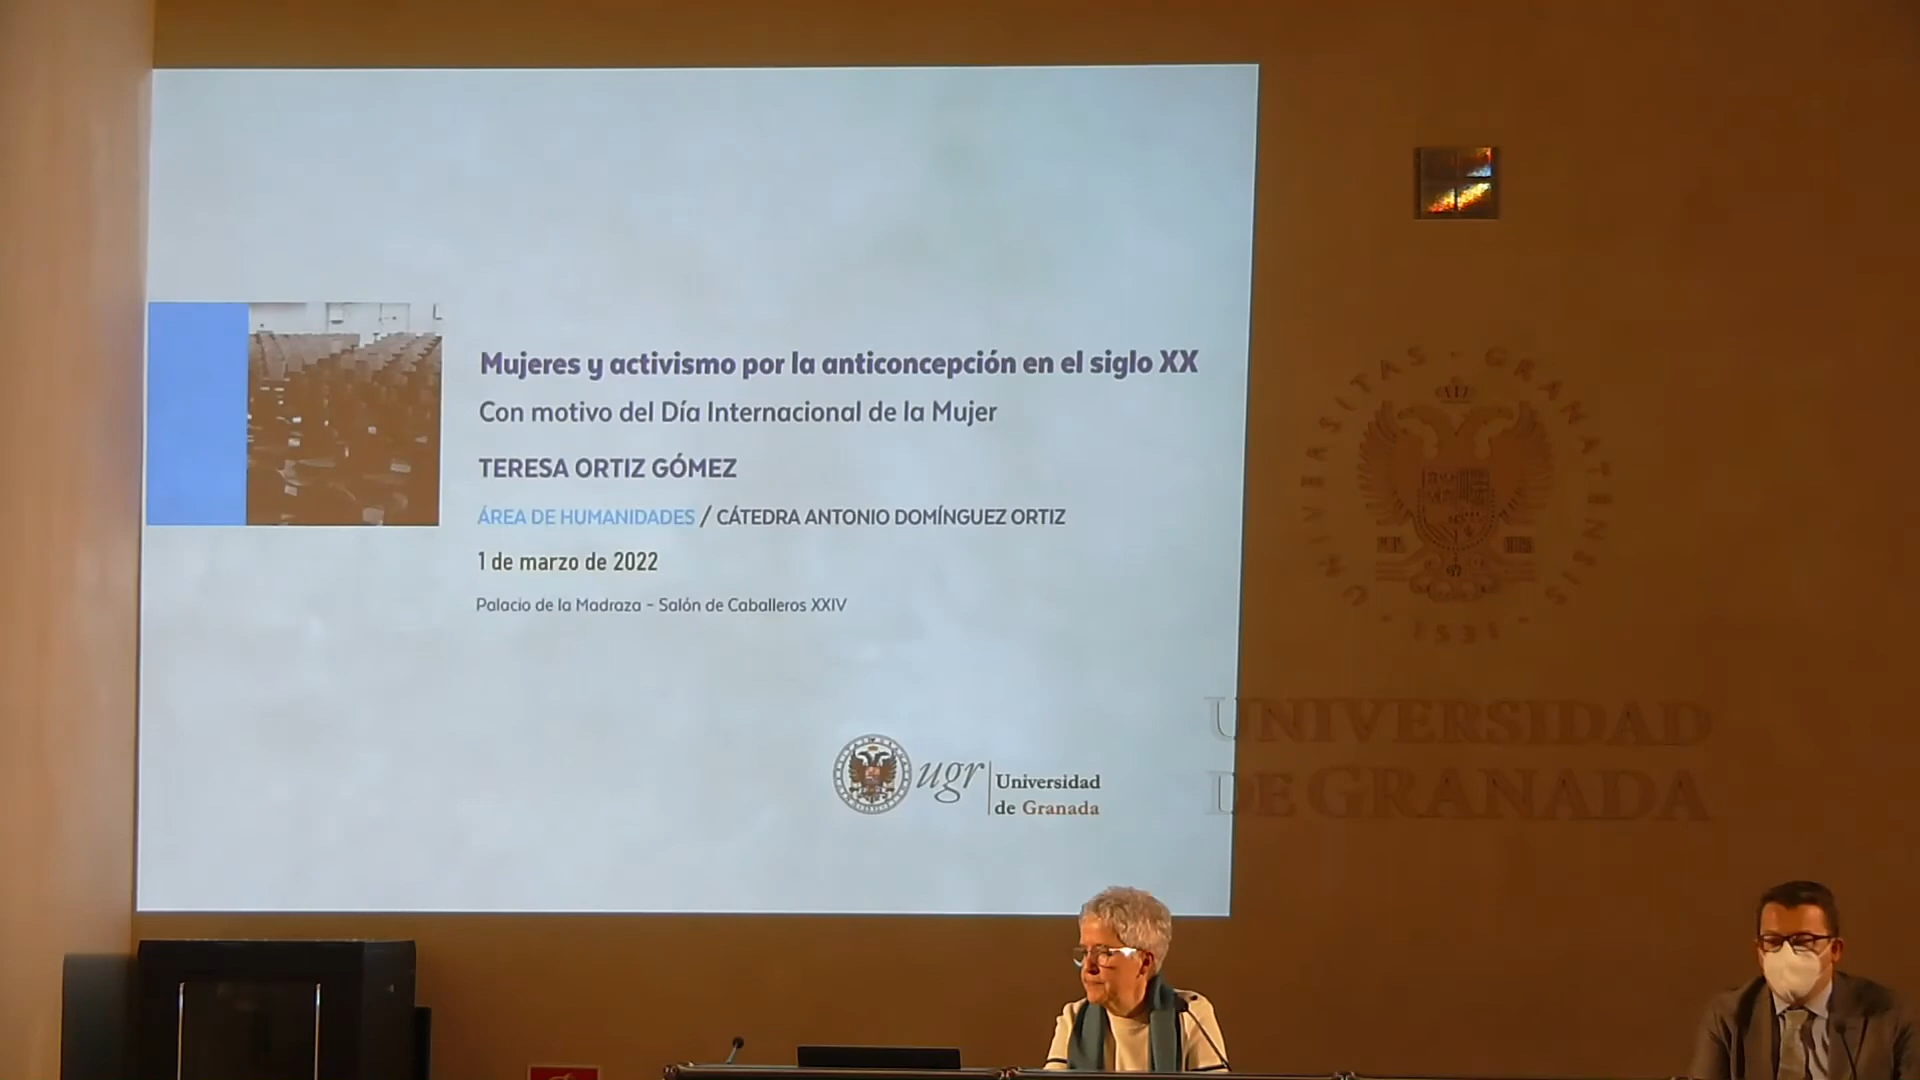 Mujeres y activismo por la anticoncepción en el siglo XX
Con motivo del Día Internacional de la Mujer
TERESA ORTIZ GÓMEZ
ÁREA DE HUMANIDADES / CÁTEDRA ANTONIO DOMÍNGUEZ ORTIZ
1 de marzo de 2022
Palacio de la Madraza – Salón de Caballeros XXIV
ugr
Universidad
de Granada
VNIVERSITAS · GRANATENSIS
· 1531 ·
UNIVERSIDAD
DE GRANADA